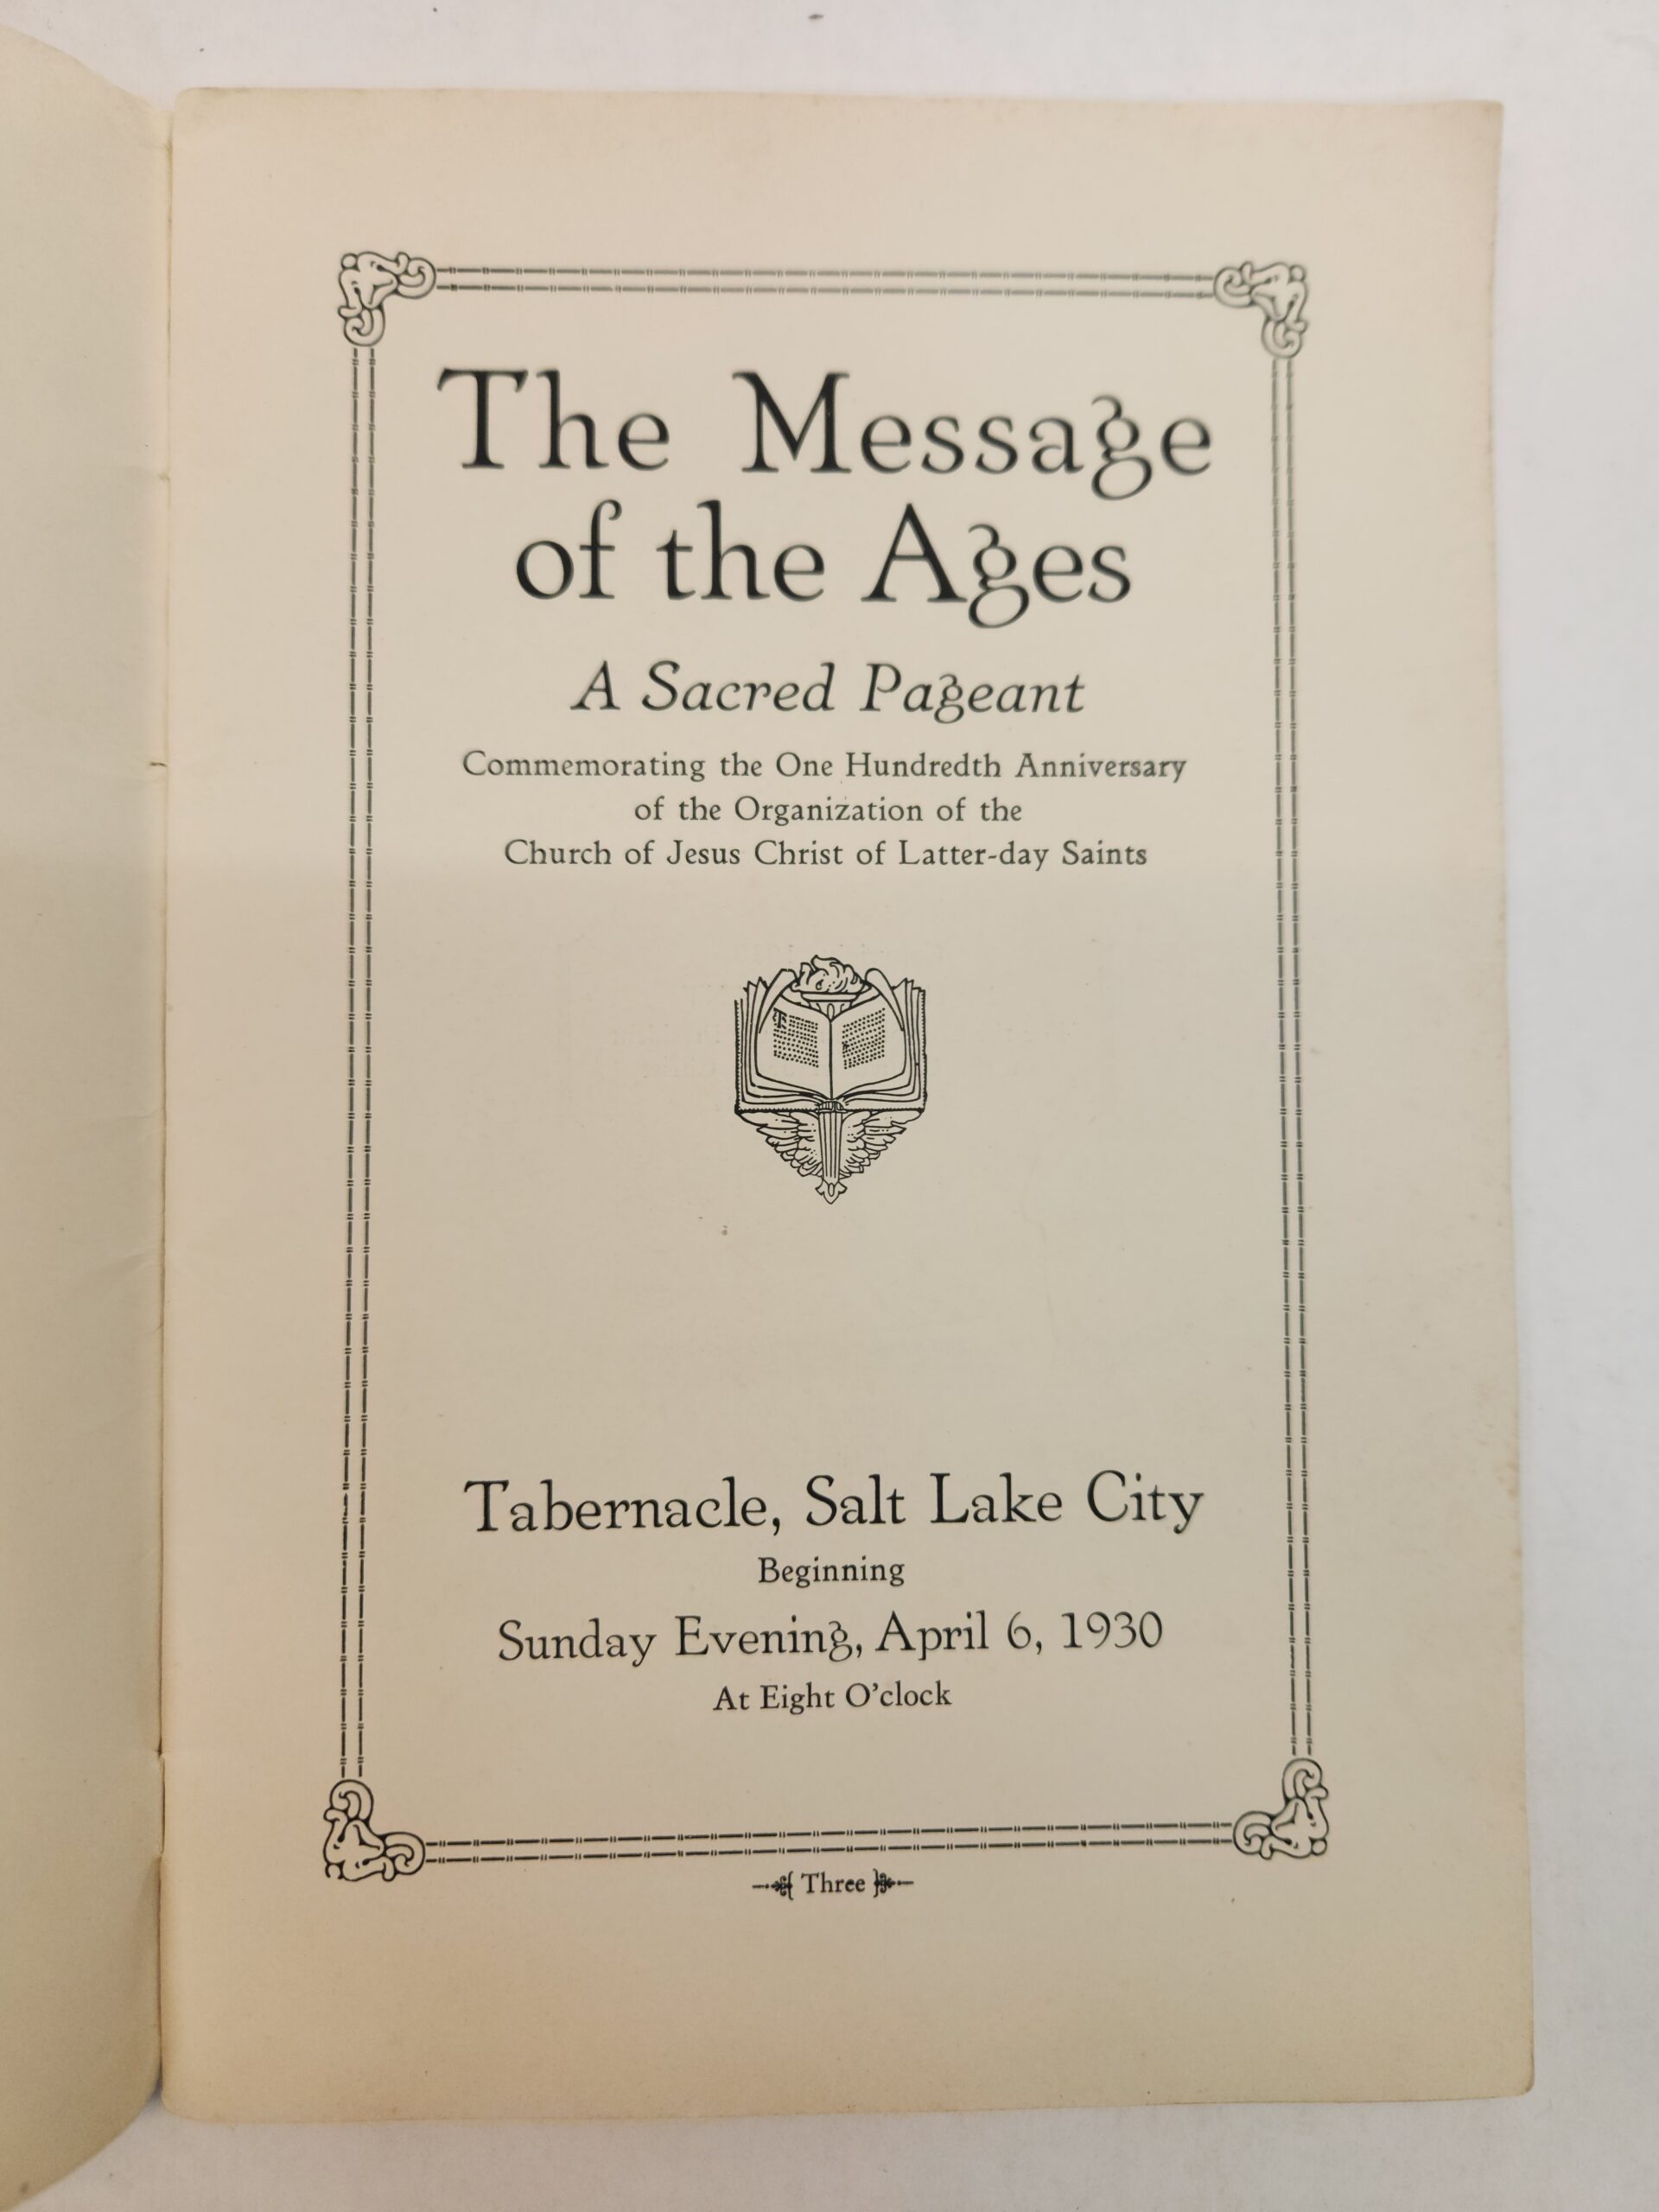 The Message
of the Ages
A Sacred Pageant
Commemorating the One Hundredth Anniversary
of the Organization of the
Church of Jesus Christ of Latter-day Saints
Tabernacle, Salt Lake City
Beginning
Sunday Evening, April 6, 1930
At Eight O'clock
Three